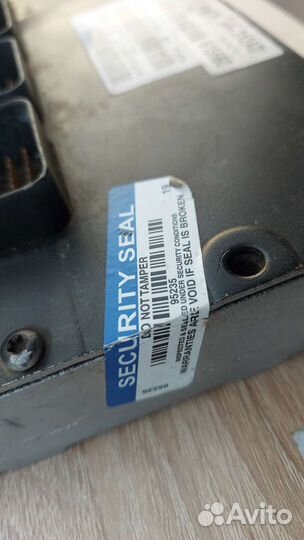 SECURITY SEAL
DO NOT TAMPER
95235
INSPECTED & SEALED UNDER SECURITY CONDITIONS
WARRANTIES ARE VOID IF SEAL IS BROKEN
19
95235
Avito